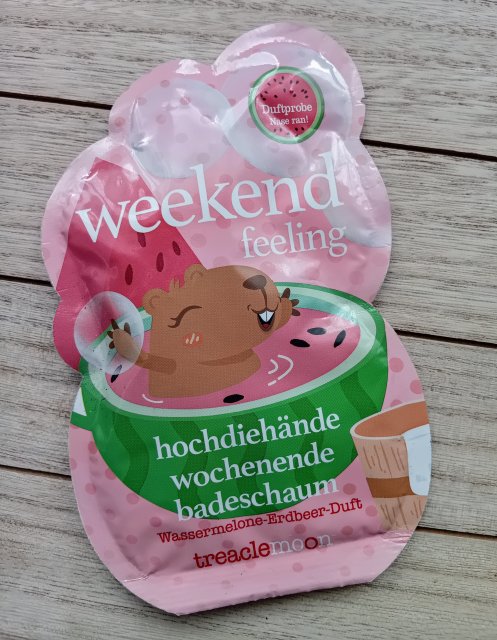 Duftprobe
Nase ran!
weekend
feeling
hochdiehände
wochenende
badeschaum
Wassermelone-Erdbeer-Duft
treaclemoon